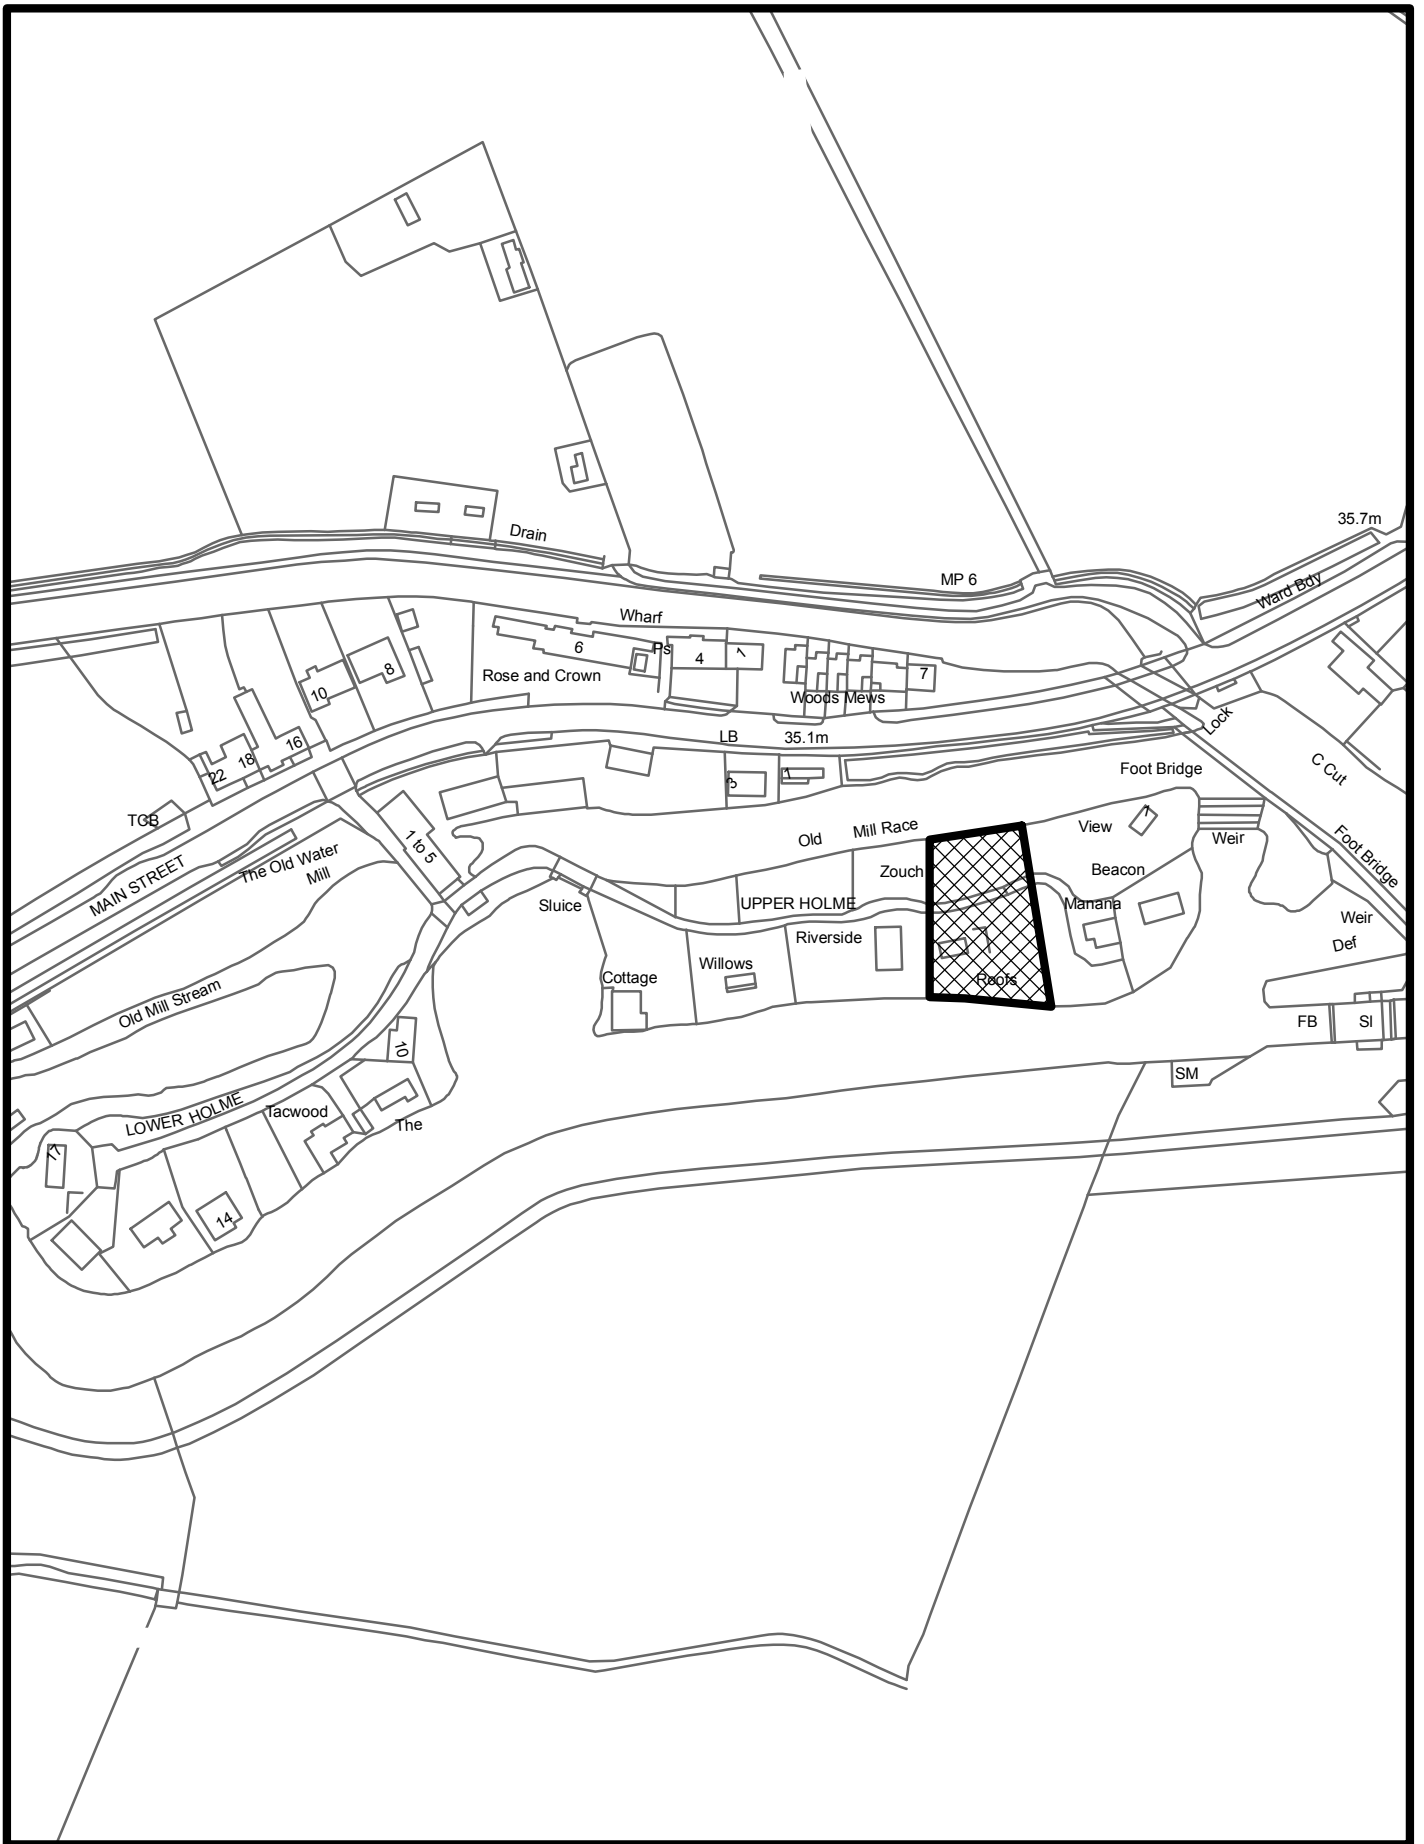 35.7m
Drain
MP 6
Ward Bdy
Wharf
6
Ps
4
1
7
8
Rose and Crown
10
Woods Mews
16
18
22
LB
35.1m
Lock
C Cut
Foot Bridge
3
1
TCB
1 to 5
Old Mill Race
View
1
Weir
Foot Bridge
MAIN STREET
The Old Water
Mill
Zouch
Beacon
Sluice
UPPER HOLME
Manana
Weir
Def
Riverside
Willows
Cottage
Roofs
Old Mill Stream
FB
SI
10
SM
LOWER HOLME
Tacwood
The
17
14